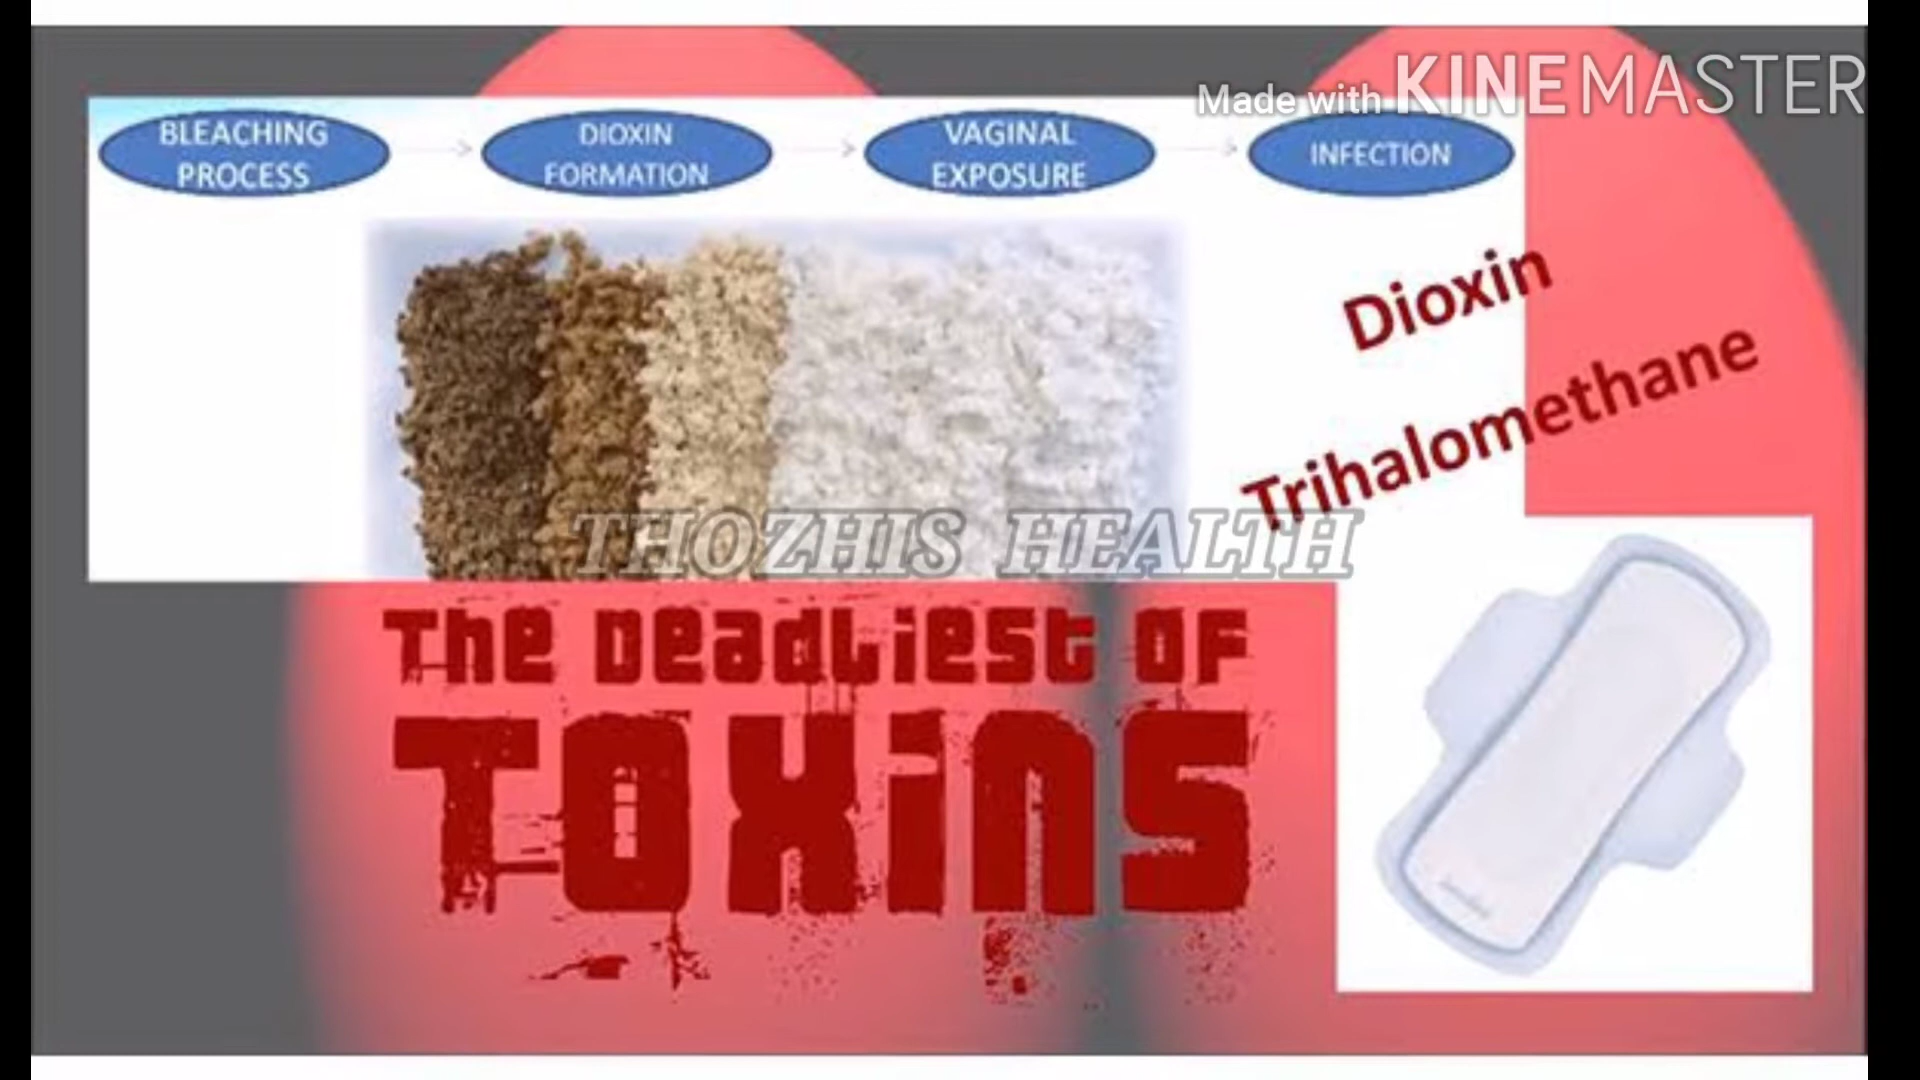 Made with KINEMASTER
BLEACHING
PROCESS
DIOXIN
FORMATION
VAGINAL
EXPOSURE
INFECTION
Dioxin
Trihalomethane
THOZHIS HEALTH
THE DEADLiEST OF
TOXiNS